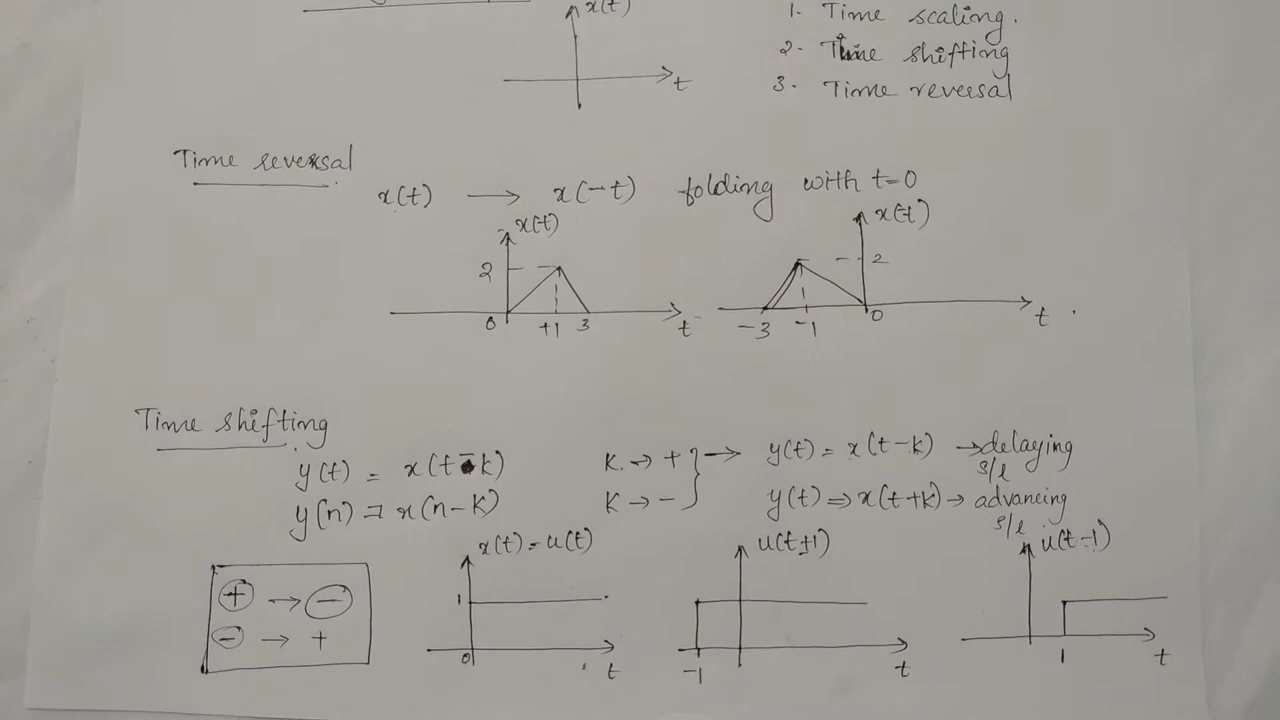 x(t)
t
1. Time scaling.
2. Time shifting
3. Time reversal
Time reversal
x(t) → x(-t) folding with t=0
x(t)
2
0 +1 3 t
x(-t)
2
-3 -1 0 t
Time shifting
y(t) = x(t-k)
y(n) = x(n-k)
K → +
K → -
→ y(t) = x(t-k) → delaying
s/l
y(t) ⇒ x(t+k) → advancing
s/l
+ → -
- → +
x(t) = u(t)
1
0 t
u(t+1)
-1 t
u(t-1)
1 t